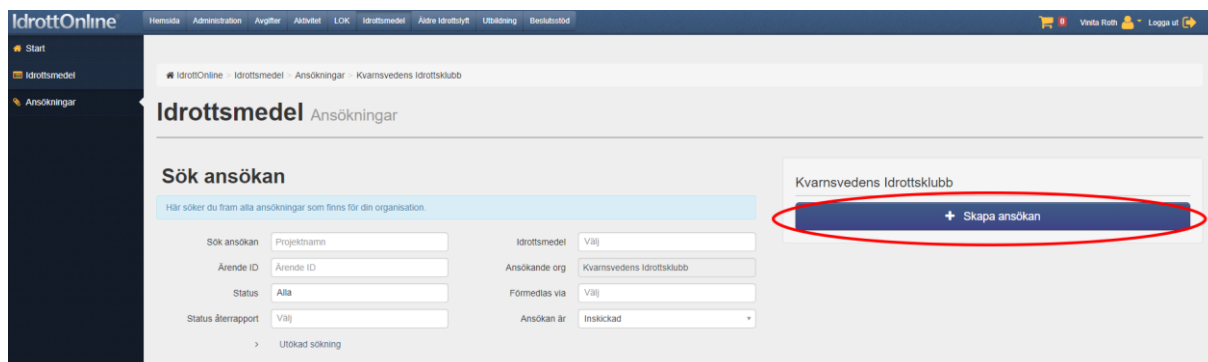 IdrottOnline
Hemsida Administration Avgifter Aktivitet LOK Idrottsmedel Äldre Idrottslyft Utbildning Beslutsstöd
0 Vinita Roth Logga ut
Start
Idrottsmedel
Ansökningar
IdrottOnline > Idrottsmedel > Ansökningar > Kvarnsvedens Idrottsklubb
Idrottsmedel Ansökningar
Sök ansökan
Här söker du fram alla ansökningar som finns för din organisation.
Sök ansökan Projektnamn Idrottsmedel Välj
Ärende ID Ärende ID Ansökande org Kvarnsvedens Idrottsklubb
Status Alla Förmedlas via Välj
Status återrapport Välj Ansökan är Inskickad
> Utökad sökning
Kvarnsvedens Idrottsklubb
+ Skapa ansökan